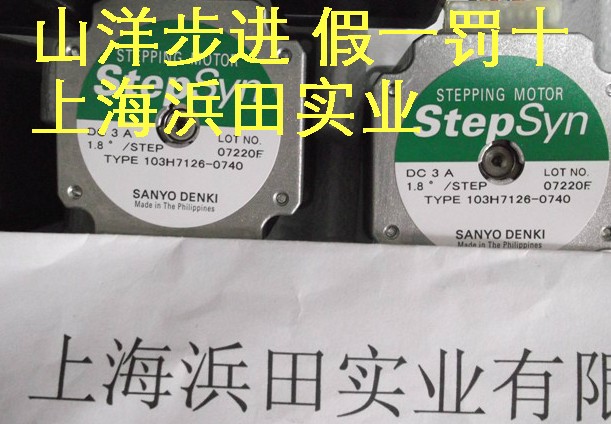 山洋步进 假一罚十
上海浜田实业
STEPPING MOTOR
StepSyn
DC 3 A LOT NO.
1.8° /STEP 07220F
TYPE 103H7126-0740
SANYO DENKI
Made in The Philippines
STEPPING MOTOR
StepSyn
DC 3 A LOT NO.
1.8° /STEP 07220F
TYPE 103H7126-0740
SANYO DENKI
Made in The Philippines
上海浜田实业有限